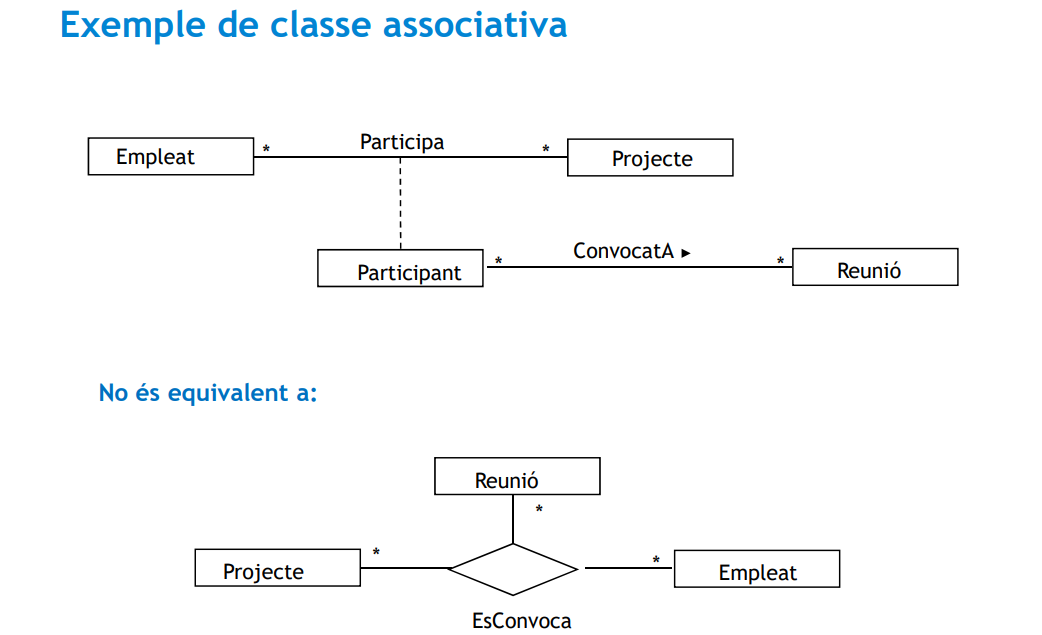 Exemple de classe associativa
Participa
Empleat * * Projecte
ConvocatA ►
Participant * * Reunió
No és equivalent a:
Reunió
*
Projecte * * Empleat
EsConvoca